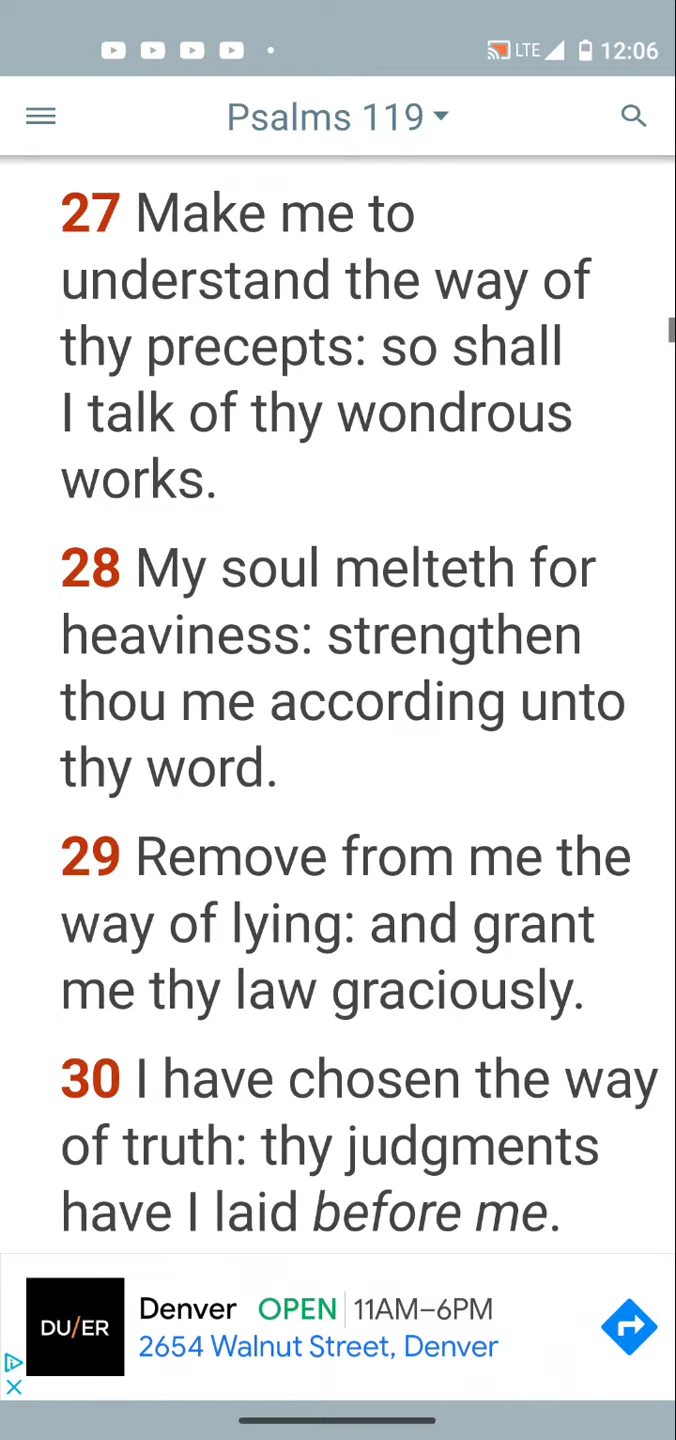 LTE 12:06
Psalms 119
27 Make me to
understand the way of
thy precepts: so shall
I talk of thy wondrous
works.
28 My soul melteth for
heaviness: strengthen
thou me according unto
thy word.
29 Remove from me the
way of lying: and grant
me thy law graciously.
30 I have chosen the way
of truth: thy judgments
have I laid before me.
DU/ER
Denver OPEN 11AM–6PM
2654 Walnut Street, Denver